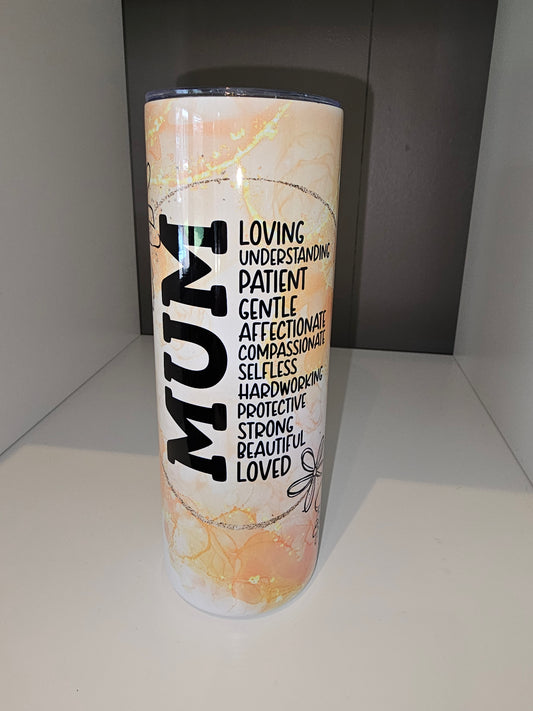 MUM
LOVING
UNDERSTANDING
PATIENT
GENTLE
AFFECTIONATE
COMPASSIONATE
SELFLESS
HARDWORKING
PROTECTIVE
STRONG
BEAUTIFUL
LOVED